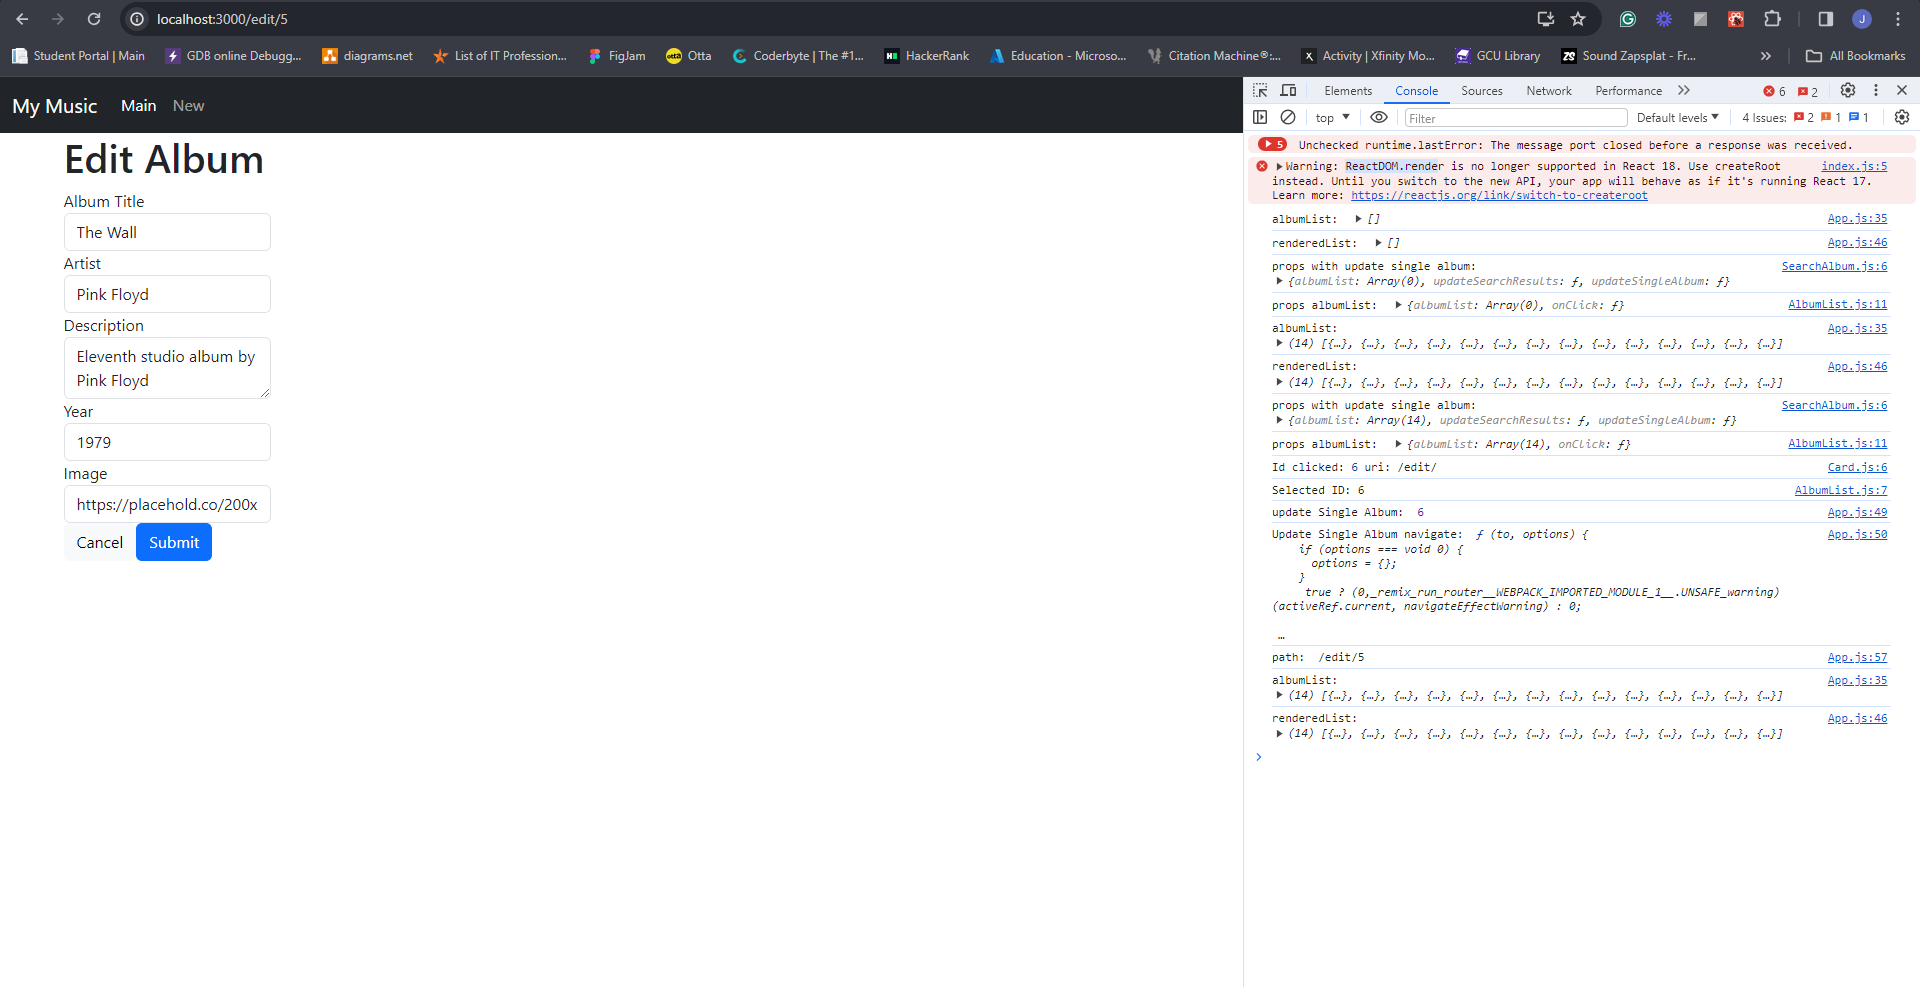 localhost:3000/edit/5
J
Student Portal | Main
GDB online Debugg...
diagrams.net
List of IT Profession...
FigJam
Otta
Coderbyte | The #1...
HackerRank
Education - Microso...
Citation Machine®:...
Activity | Xfinity Mo...
GCU Library
Sound Zapsplat - Fr...
All Bookmarks
My Music Main New
Edit Album
Album Title
The Wall
Artist
Pink Floyd
Description
Eleventh studio album by
Pink Floyd
Year
1979
Image
https://placehold.co/200x
Cancel Submit
Elements Console Sources Network Performance 6 2
top Filter Default levels 4 Issues: 2 1 1
5 Unchecked runtime.lastError: The message port closed before a response was received.
Warning: ReactDOM.render is no longer supported in React 18. Use createRoot index.js:5
instead. Until you switch to the new API, your app will behave as if it's running React 17.
Learn more: https://reactjs.org/link/switch-to-createroot
albumList: [] App.js:35
renderedList: [] App.js:46
props with update single album: SearchAlbum.js:6
{albumList: Array(0), updateSearchResults: ƒ, updateSingleAlbum: ƒ}
props albumList: {albumList: Array(0), onClick: ƒ} AlbumList.js:11
albumList: App.js:35
(14) [{…}, {…}, {…}, {…}, {…}, {…}, {…}, {…}, {…}, {…}, {…}, {…}, {…}, {…}]
renderedList: App.js:46
(14) [{…}, {…}, {…}, {…}, {…}, {…}, {…}, {…}, {…}, {…}, {…}, {…}, {…}, {…}]
props with update single album: SearchAlbum.js:6
{albumList: Array(14), updateSearchResults: ƒ, updateSingleAlbum: ƒ}
props albumList: {albumList: Array(14), onClick: ƒ} AlbumList.js:11
Id clicked: 6 uri: /edit/ Card.js:6
Selected ID: 6 AlbumList.js:7
update Single Album: 6 App.js:49
Update Single Album navigate: ƒ (to, options) { App.js:50
if (options === void 0) {
options = {};
}
true ? (0,_remix_run_router__WEBPACK_IMPORTED_MODULE_1__.UNSAFE_warning)
(activeRef.current, navigateEffectWarning) : 0;
…
path: /edit/5 App.js:57
albumList: App.js:35
(14) [{…}, {…}, {…}, {…}, {…}, {…}, {…}, {…}, {…}, {…}, {…}, {…}, {…}, {…}]
renderedList: App.js:46
(14) [{…}, {…}, {…}, {…}, {…}, {…}, {…}, {…}, {…}, {…}, {…}, {…}, {…}, {…}]